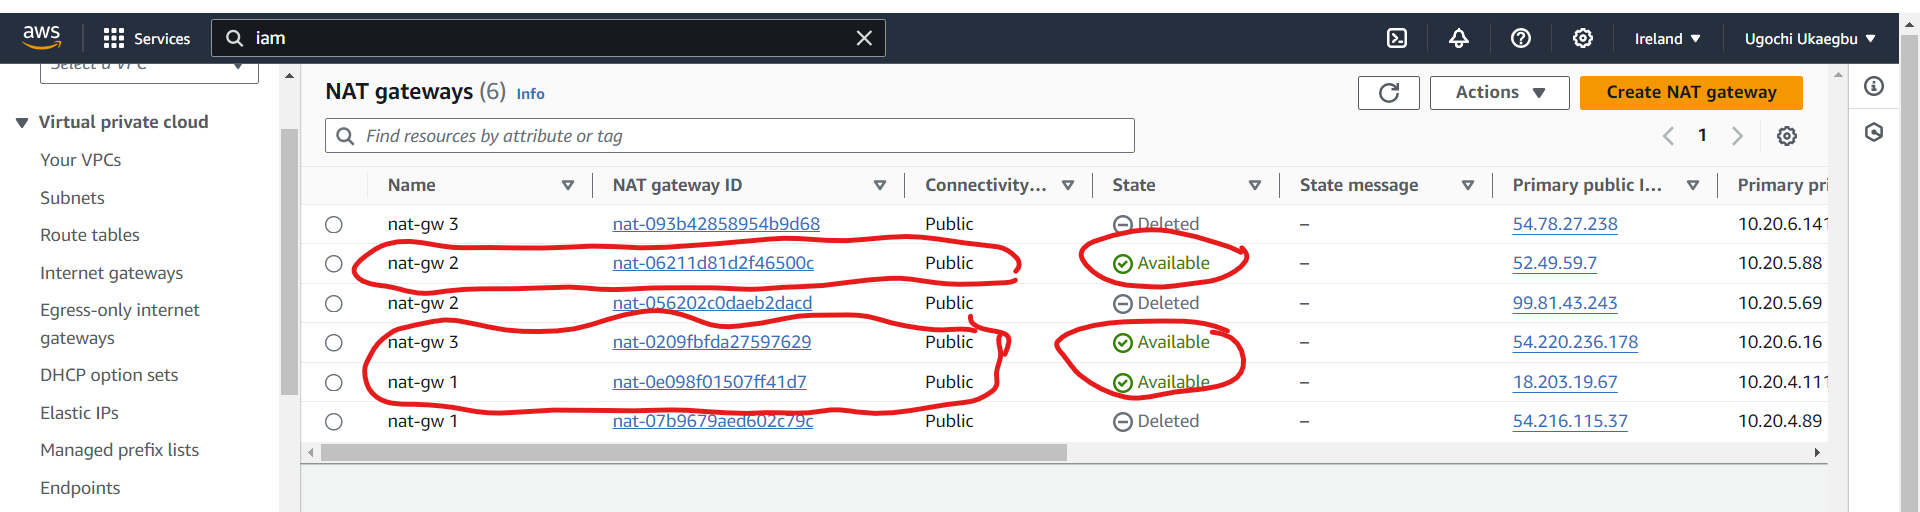 aws Services iam Ireland Ugochi Ukaegbu
Select a VPC
NAT gateways (6) Info Actions Create NAT gateway
Virtual private cloud
Find resources by attribute or tag 1
Your VPCs
Name NAT gateway ID Connectivity... State State message Primary public I... Primary pri
Subnets
nat-gw 3 nat-093b42858954b9d68 Public Deleted – 54.78.27.238 10.20.6.141
Route tables
nat-gw 2 nat-06211d81d2f46500c Public Available – 52.49.59.7 10.20.5.88
Internet gateways
nat-gw 2 nat-056202c0daeb2dacd Public Deleted – 99.81.43.243 10.20.5.69
Egress-only internet
gateways
nat-gw 3 nat-0209fbfda27597629 Public Available – 54.220.236.178 10.20.6.16
DHCP option sets
nat-gw 1 nat-0e098f01507ff41d7 Public Available – 18.203.19.67 10.20.4.111
Elastic IPs
nat-gw 1 nat-07b9679aed602c79c Public Deleted – 54.216.115.37 10.20.4.89
Managed prefix lists
Endpoints